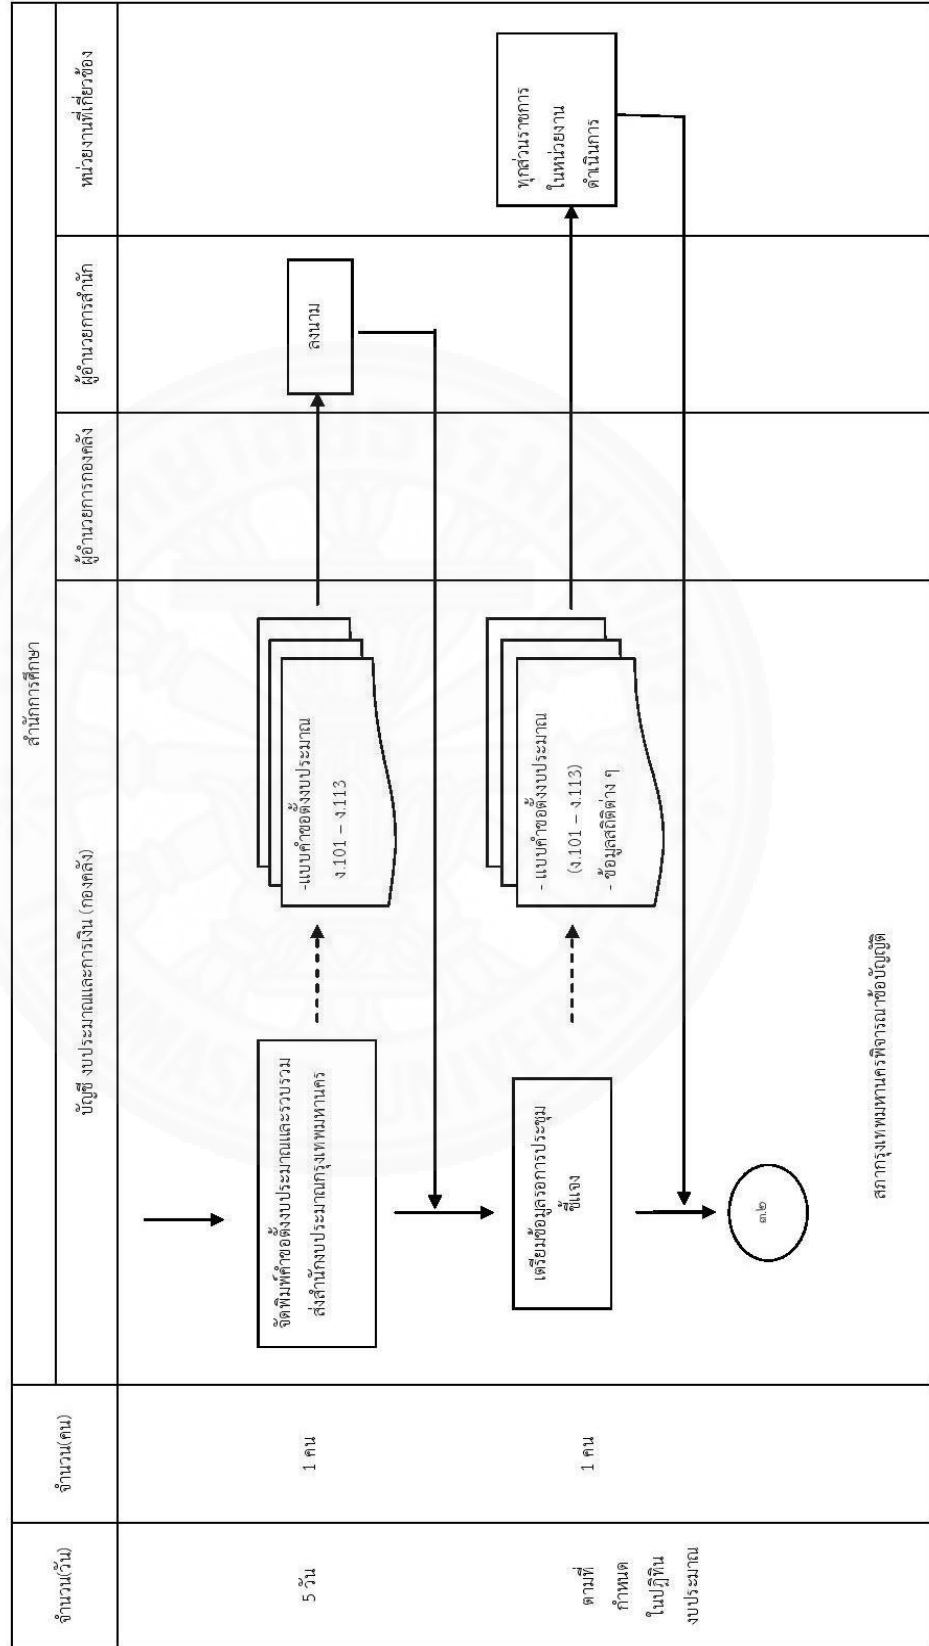 สำนักการศึกษา
จำนวน(วัน)
จำนวน(คน)
บัญชี งบประมาณและการเงิน (กองคลัง)
ผู้อำนวยการกองคลัง
ผู้อำนวยการสำนัก
หน่วยงานที่เกี่ยวข้อง
5 วัน
1 คน
จัดพิมพ์คำขอตั้งงบประมาณและรวบรวม
ส่งสำนักงบประมาณกรุงเทพมหานคร
-แบบคำขอตั้งงบประมาณ
ง.101 – ง.113
ลงนาม
ตามที่
กำหนด
ในปฏิทิน
งบประมาณ
1 คน
เตรียมข้อมูลรอการประชุม
ชี้แจง
- แบบคำขอตั้งงบประมาณ
(ง.101 – ง.113)
- ข้อมูลสถิติต่าง ๆ
ทุกส่วนราชการ
ในหน่วยงาน
ดำเนินการ
๓.๒
สภากรุงเทพมหานครพิจารณาข้อบัญญัติ